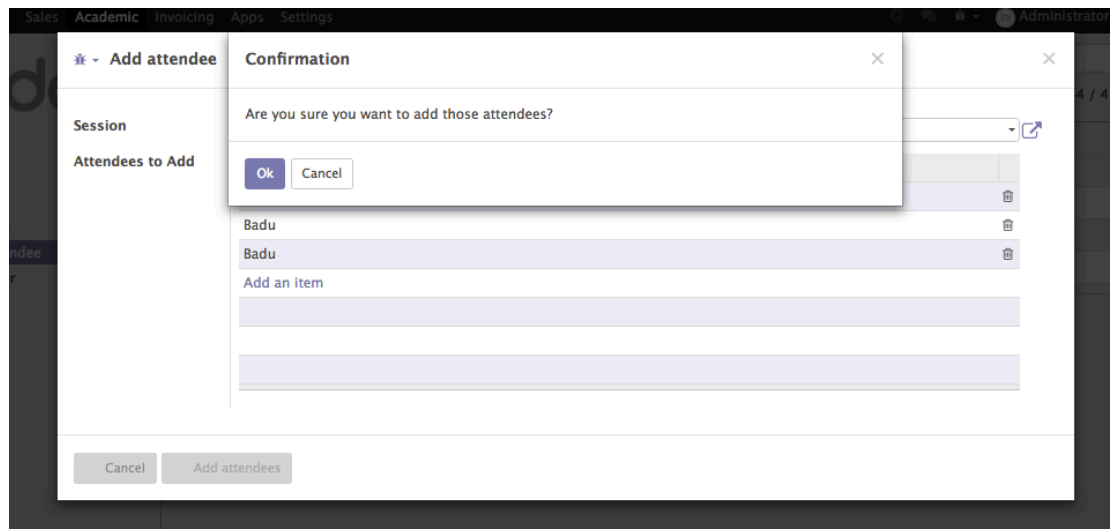 Sales Academic Invoicing Apps Settings @ Administrator
Add attendee
Confirmation
4 / 4
Are you sure you want to add those attendees?
Session
Attendees to Add
Ok Cancel
Badu
Badu
ndee
Add an item
r
Cancel Add attendees